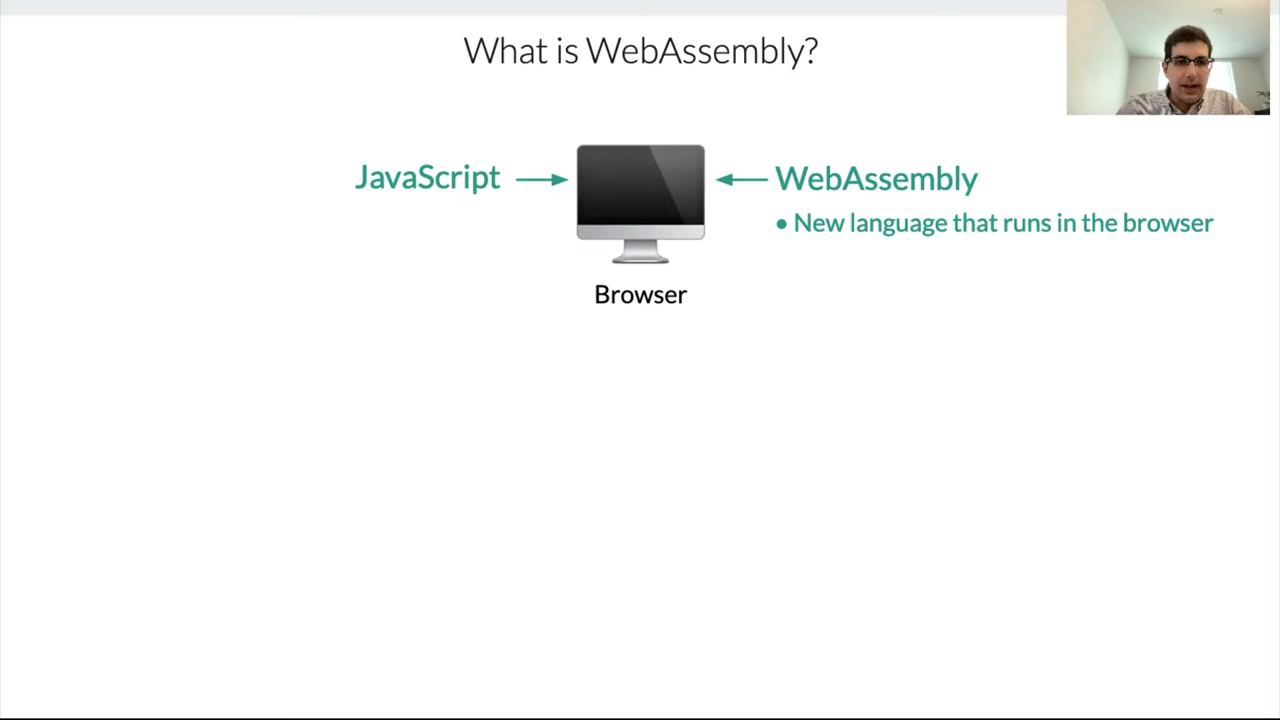 What is WebAssembly?
JavaScript
WebAssembly
• New language that runs in the browser
Browser